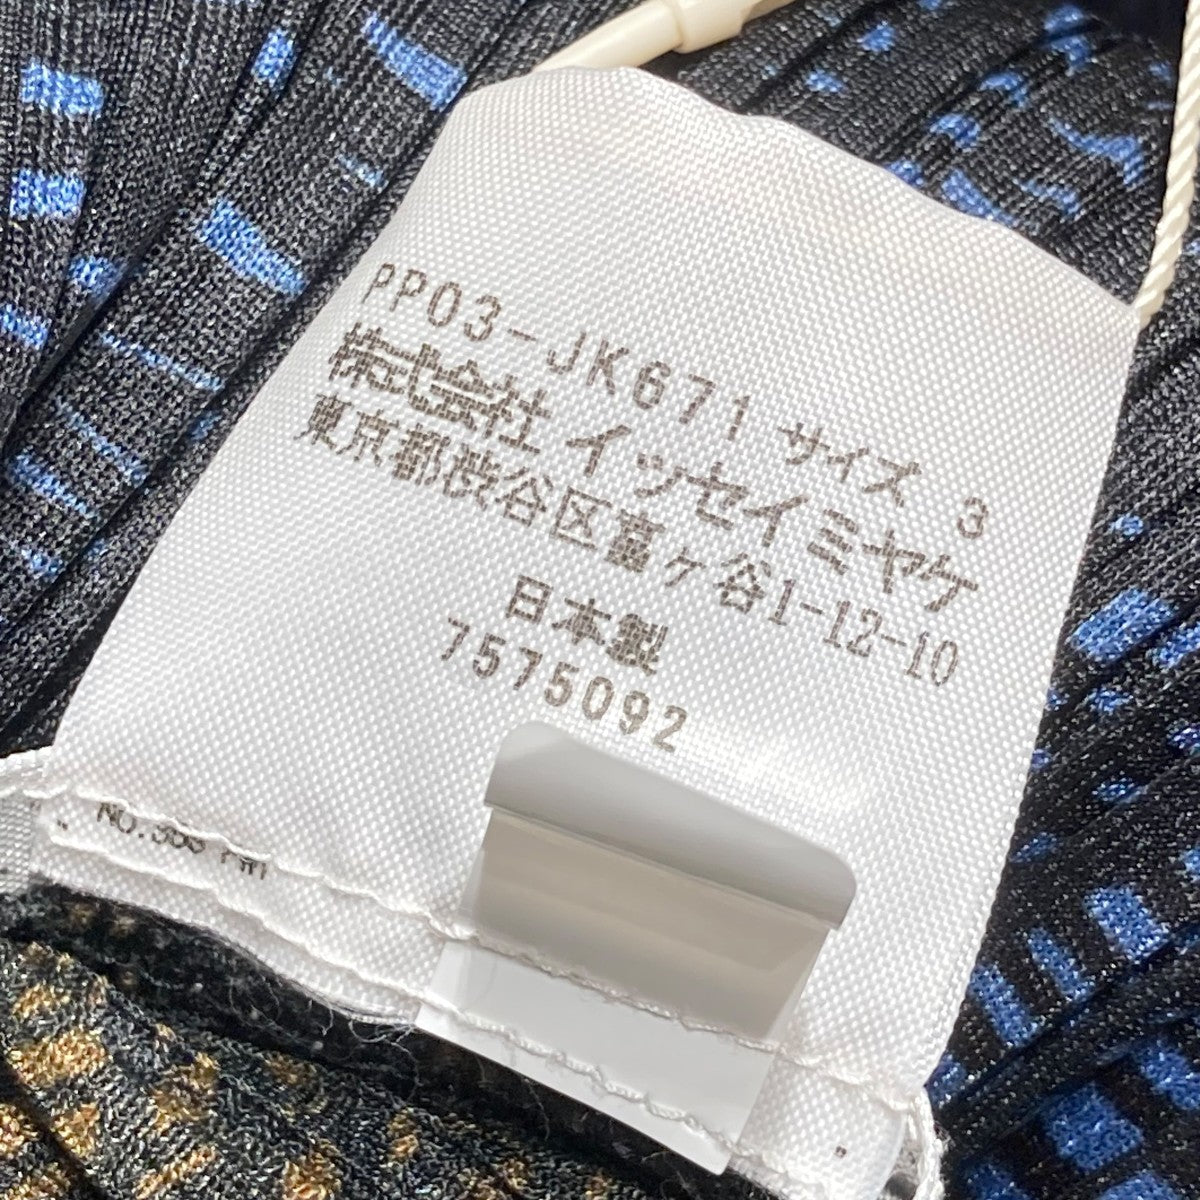 PP03-JK671 サイズ 3
株式会社 イッセイミヤケ
東京都渋谷区富ヶ谷1-12-10
日本製
7575092